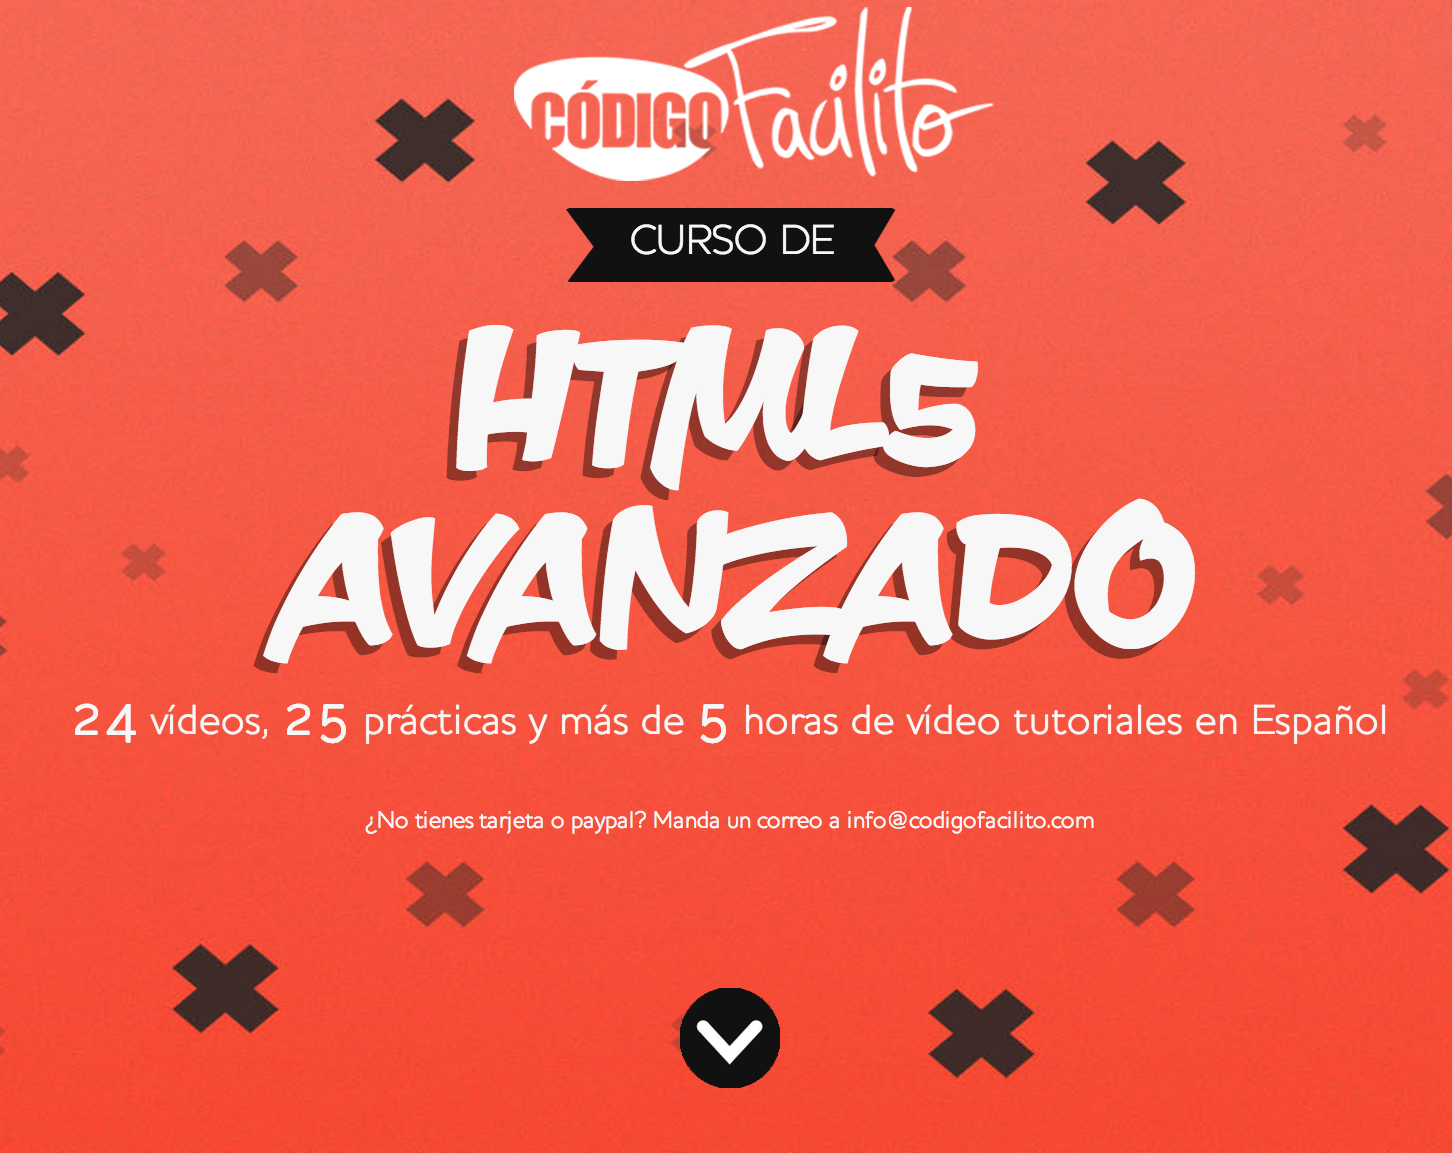 CÓDIGO Facilito
CURSO DE
HTML5
AVANZADO
24 vídeos, 25 prácticas y más de 5 horas de vídeo tutoriales en Español
¿No tienes tarjeta o paypal? Manda un correo a info@codigofacilito.com